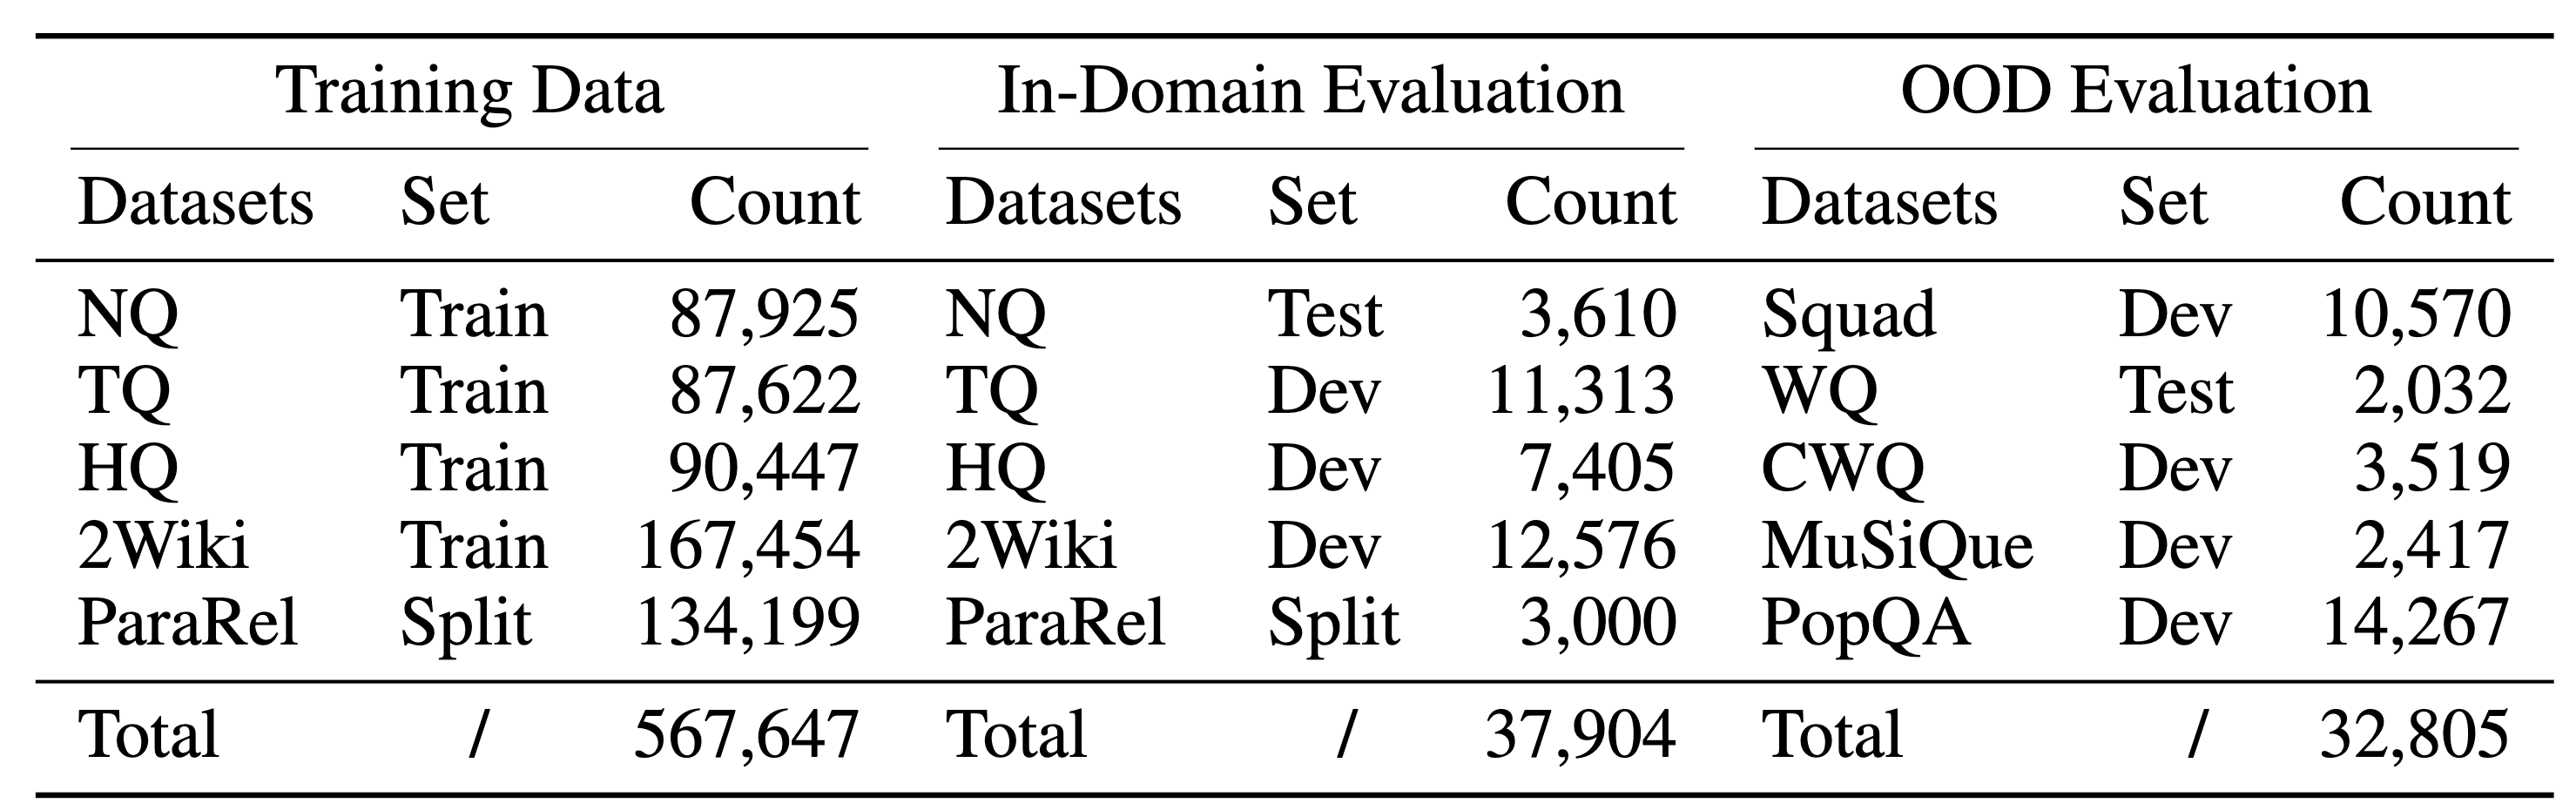 Training Data In-Domain Evaluation OOD Evaluation
Datasets Set Count Datasets Set Count Datasets Set Count
NQ Train 87,925 NQ Test 3,610 Squad Dev 10,570
TQ Train 87,622 TQ Dev 11,313 WQ Test 2,032
HQ Train 90,447 HQ Dev 7,405 CWQ Dev 3,519
2Wiki Train 167,454 2Wiki Dev 12,576 MuSiQue Dev 2,417
ParaRel Split 134,199 ParaRel Split 3,000 PopQA Dev 14,267
Total / 567,647 Total / 37,904 Total / 32,805